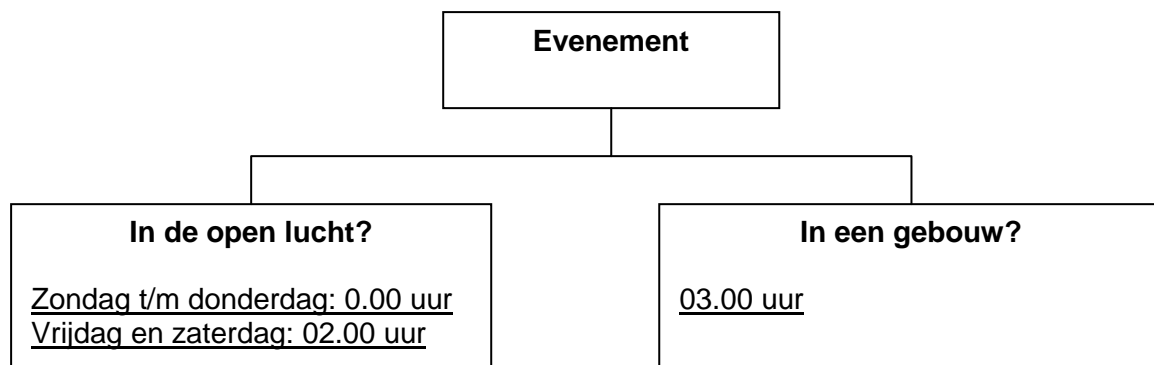 Evenement
In de open lucht?
Zondag t/m donderdag: 0.00 uur
Vrijdag en zaterdag: 02.00 uur
In een gebouw?
03.00 uur